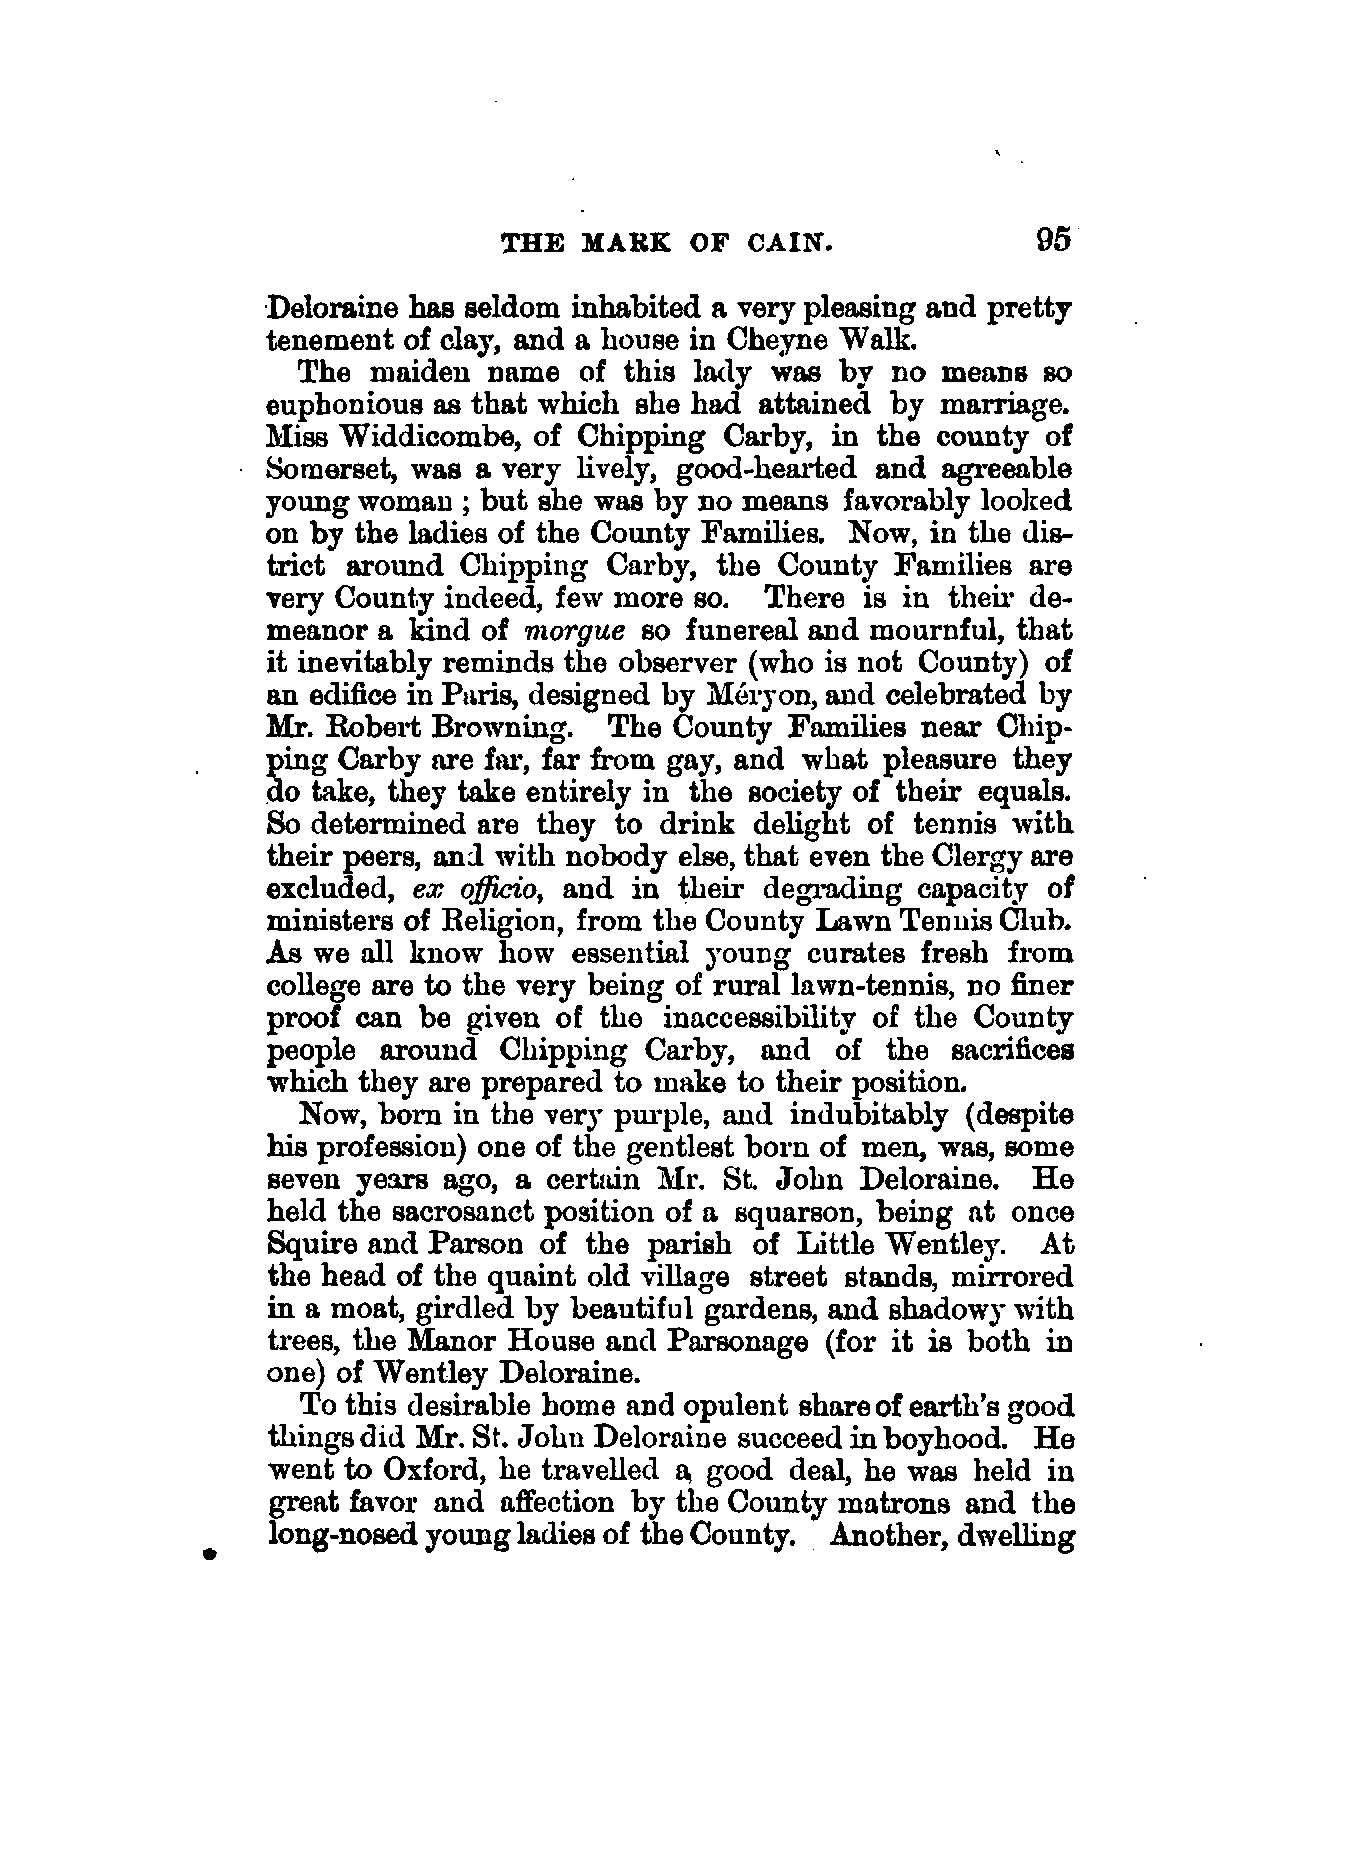 THE MARK OF CAIN. 95
Deloraine has seldom inhabited a very pleasing and pretty
tenement of clay, and a house in Cheyne Walk.
The maiden name of this lady was by no means so
euphonious as that which she had attained by marriage.
Miss Widdicombe, of Chipping Carby, in the county of
Somerset, was a very lively, good-hearted and agreeable
young woman ; but she was by no means favorably looked
on by the ladies of the County Families. Now, in the dis-
trict around Chipping Carby, the County Families are
very County indeed, few more so. There is in their de-
meanor a kind of morgue so funereal and mournful, that
it inevitably reminds the observer (who is not County) of
an edifice in Paris, designed by Méryon, and celebrated by
Mr. Robert Browning. The County Families near Chip-
ping Carby are far, far from gay, and what pleasure they
do take, they take entirely in the society of their equals.
So determined are they to drink delight of tennis with
their peers, and with nobody else, that even the Clergy are
excluded, ex officio, and in their degrading capacity of
ministers of Religion, from the County Lawn Tennis Club.
As we all know how essential young curates fresh from
college are to the very being of rural lawn-tennis, no finer
proof can be given of the inaccessibility of the County
people around Chipping Carby, and of the sacrifices
which they are prepared to make to their position.
Now, born in the very purple, and indubitably (despite
his profession) one of the gentlest born of men, was, some
seven years ago, a certain Mr. St. John Deloraine. He
held the sacrosanct position of a squarson, being at once
Squire and Parson of the parish of Little Wentley. At
the head of the quaint old village street stands, mirrored
in a moat, girdled by beautiful gardens, and shadowy with
trees, the Manor House and Parsonage (for it is both in
one) of Wentley Deloraine.
To this desirable home and opulent share of earth's good
things did Mr. St. John Deloraine succeed in boyhood. He
went to Oxford, he travelled a good deal, he was held in
great favor and affection by the County matrons and the
long-nosed young ladies of the County. Another, dwelling